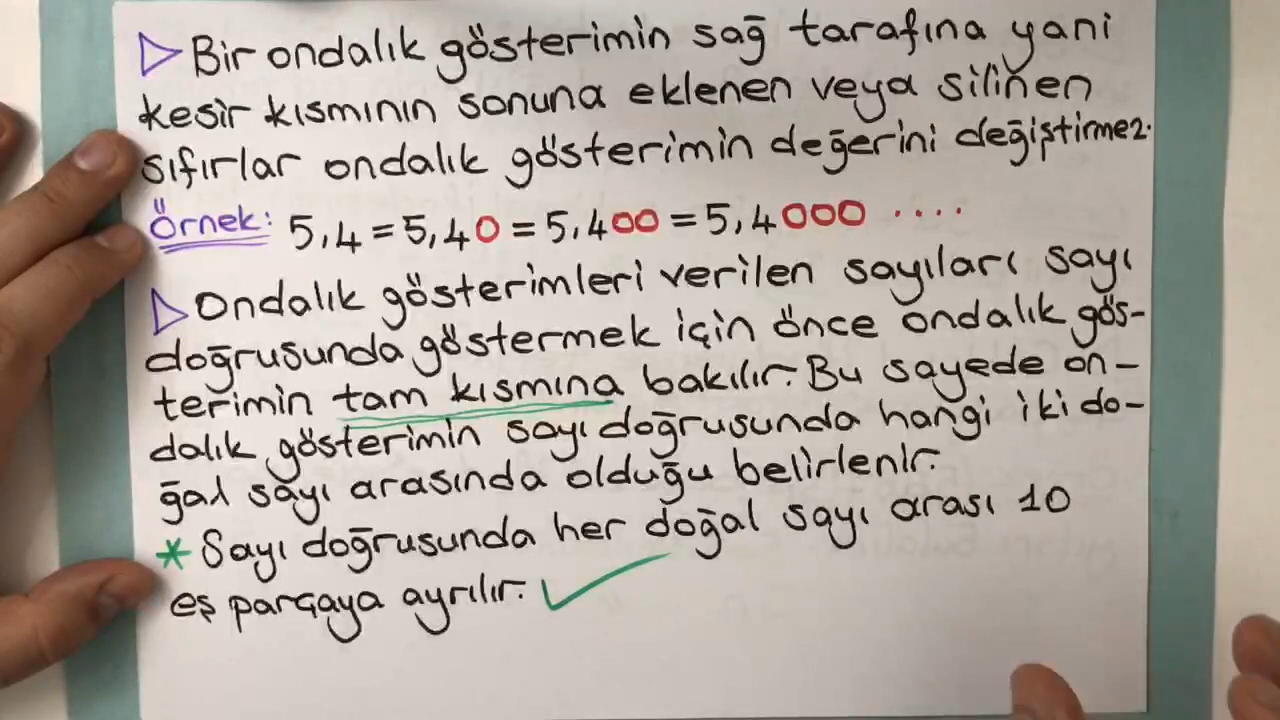 Bir ondalık gösterimin sağ tarafına yani
kesir kısmının sonuna eklenen veya silinen
sıfırlar ondalık gösterimin değerini değiştirmez.
Örnek: 5,4 = 5,40 = 5,400 = 5,4000 ....
Ondalık gösterimleri verilen sayıları sayı
doğrusunda göstermek için önce ondalık gös-
terimin tam kısmına bakılır. Bu sayede on-
dalık gösterimin sayı doğrusunda hangi iki do-
ğal sayı arasında olduğu belirlenir.
* Sayı doğrusunda her doğal sayı arası 10
eş parçaya ayrılır.